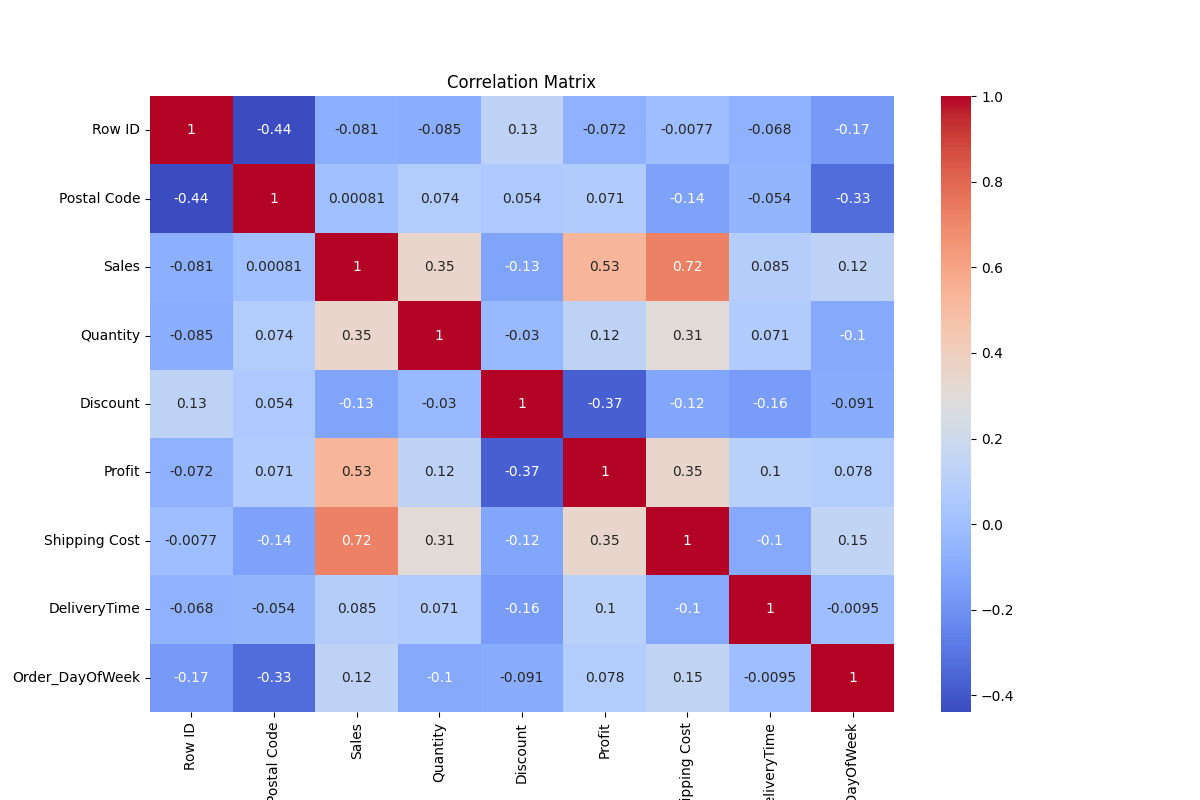 Correlation Matrix
Row ID 1 -0.44 -0.081 -0.085 0.13 -0.072 -0.0077 -0.068 -0.17
Postal Code -0.44 1 0.00081 0.074 0.054 0.071 -0.14 -0.054 -0.33
Sales -0.081 0.00081 1 0.35 -0.13 0.53 0.72 0.085 0.12
Quantity -0.085 0.074 0.35 1 -0.03 0.12 0.31 0.071 -0.1
Discount 0.13 0.054 -0.13 -0.03 1 -0.37 -0.12 -0.16 -0.091
Profit -0.072 0.071 0.53 0.12 -0.37 1 0.35 0.1 0.078
Shipping Cost -0.0077 -0.14 0.72 0.31 -0.12 0.35 1 -0.1 0.15
DeliveryTime -0.068 -0.054 0.085 0.071 -0.16 0.1 -0.1 1 -0.0095
Order_DayOfWeek -0.17 -0.33 0.12 -0.1 -0.091 0.078 0.15 -0.0095 1
Row ID
Postal Code
Sales
Quantity
Discount
Profit
ipping Cost
eliveryTime
DayOfWeek
1.0
0.8
0.6
0.4
0.2
0.0
−0.2
−0.4